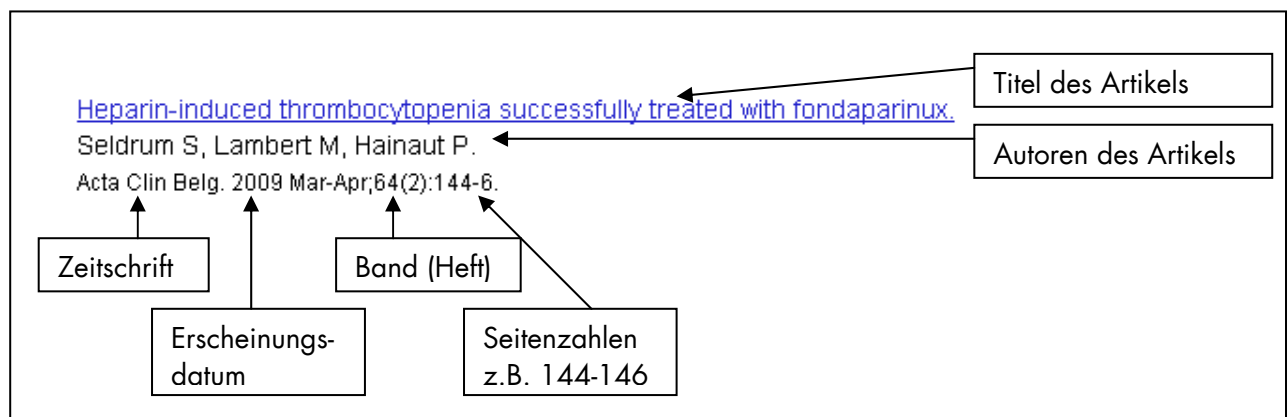 Titel des Artikels
Heparin-induced thrombocytopenia successfully treated with fondaparinux.
Seldrum S, Lambert M, Hainaut P.
Autoren des Artikels
Acta Clin Belg. 2009 Mar-Apr;64(2):144-6.
Zeitschrift
Band (Heft)
Erscheinungs-
datum
Seitenzahlen
z.B. 144-146